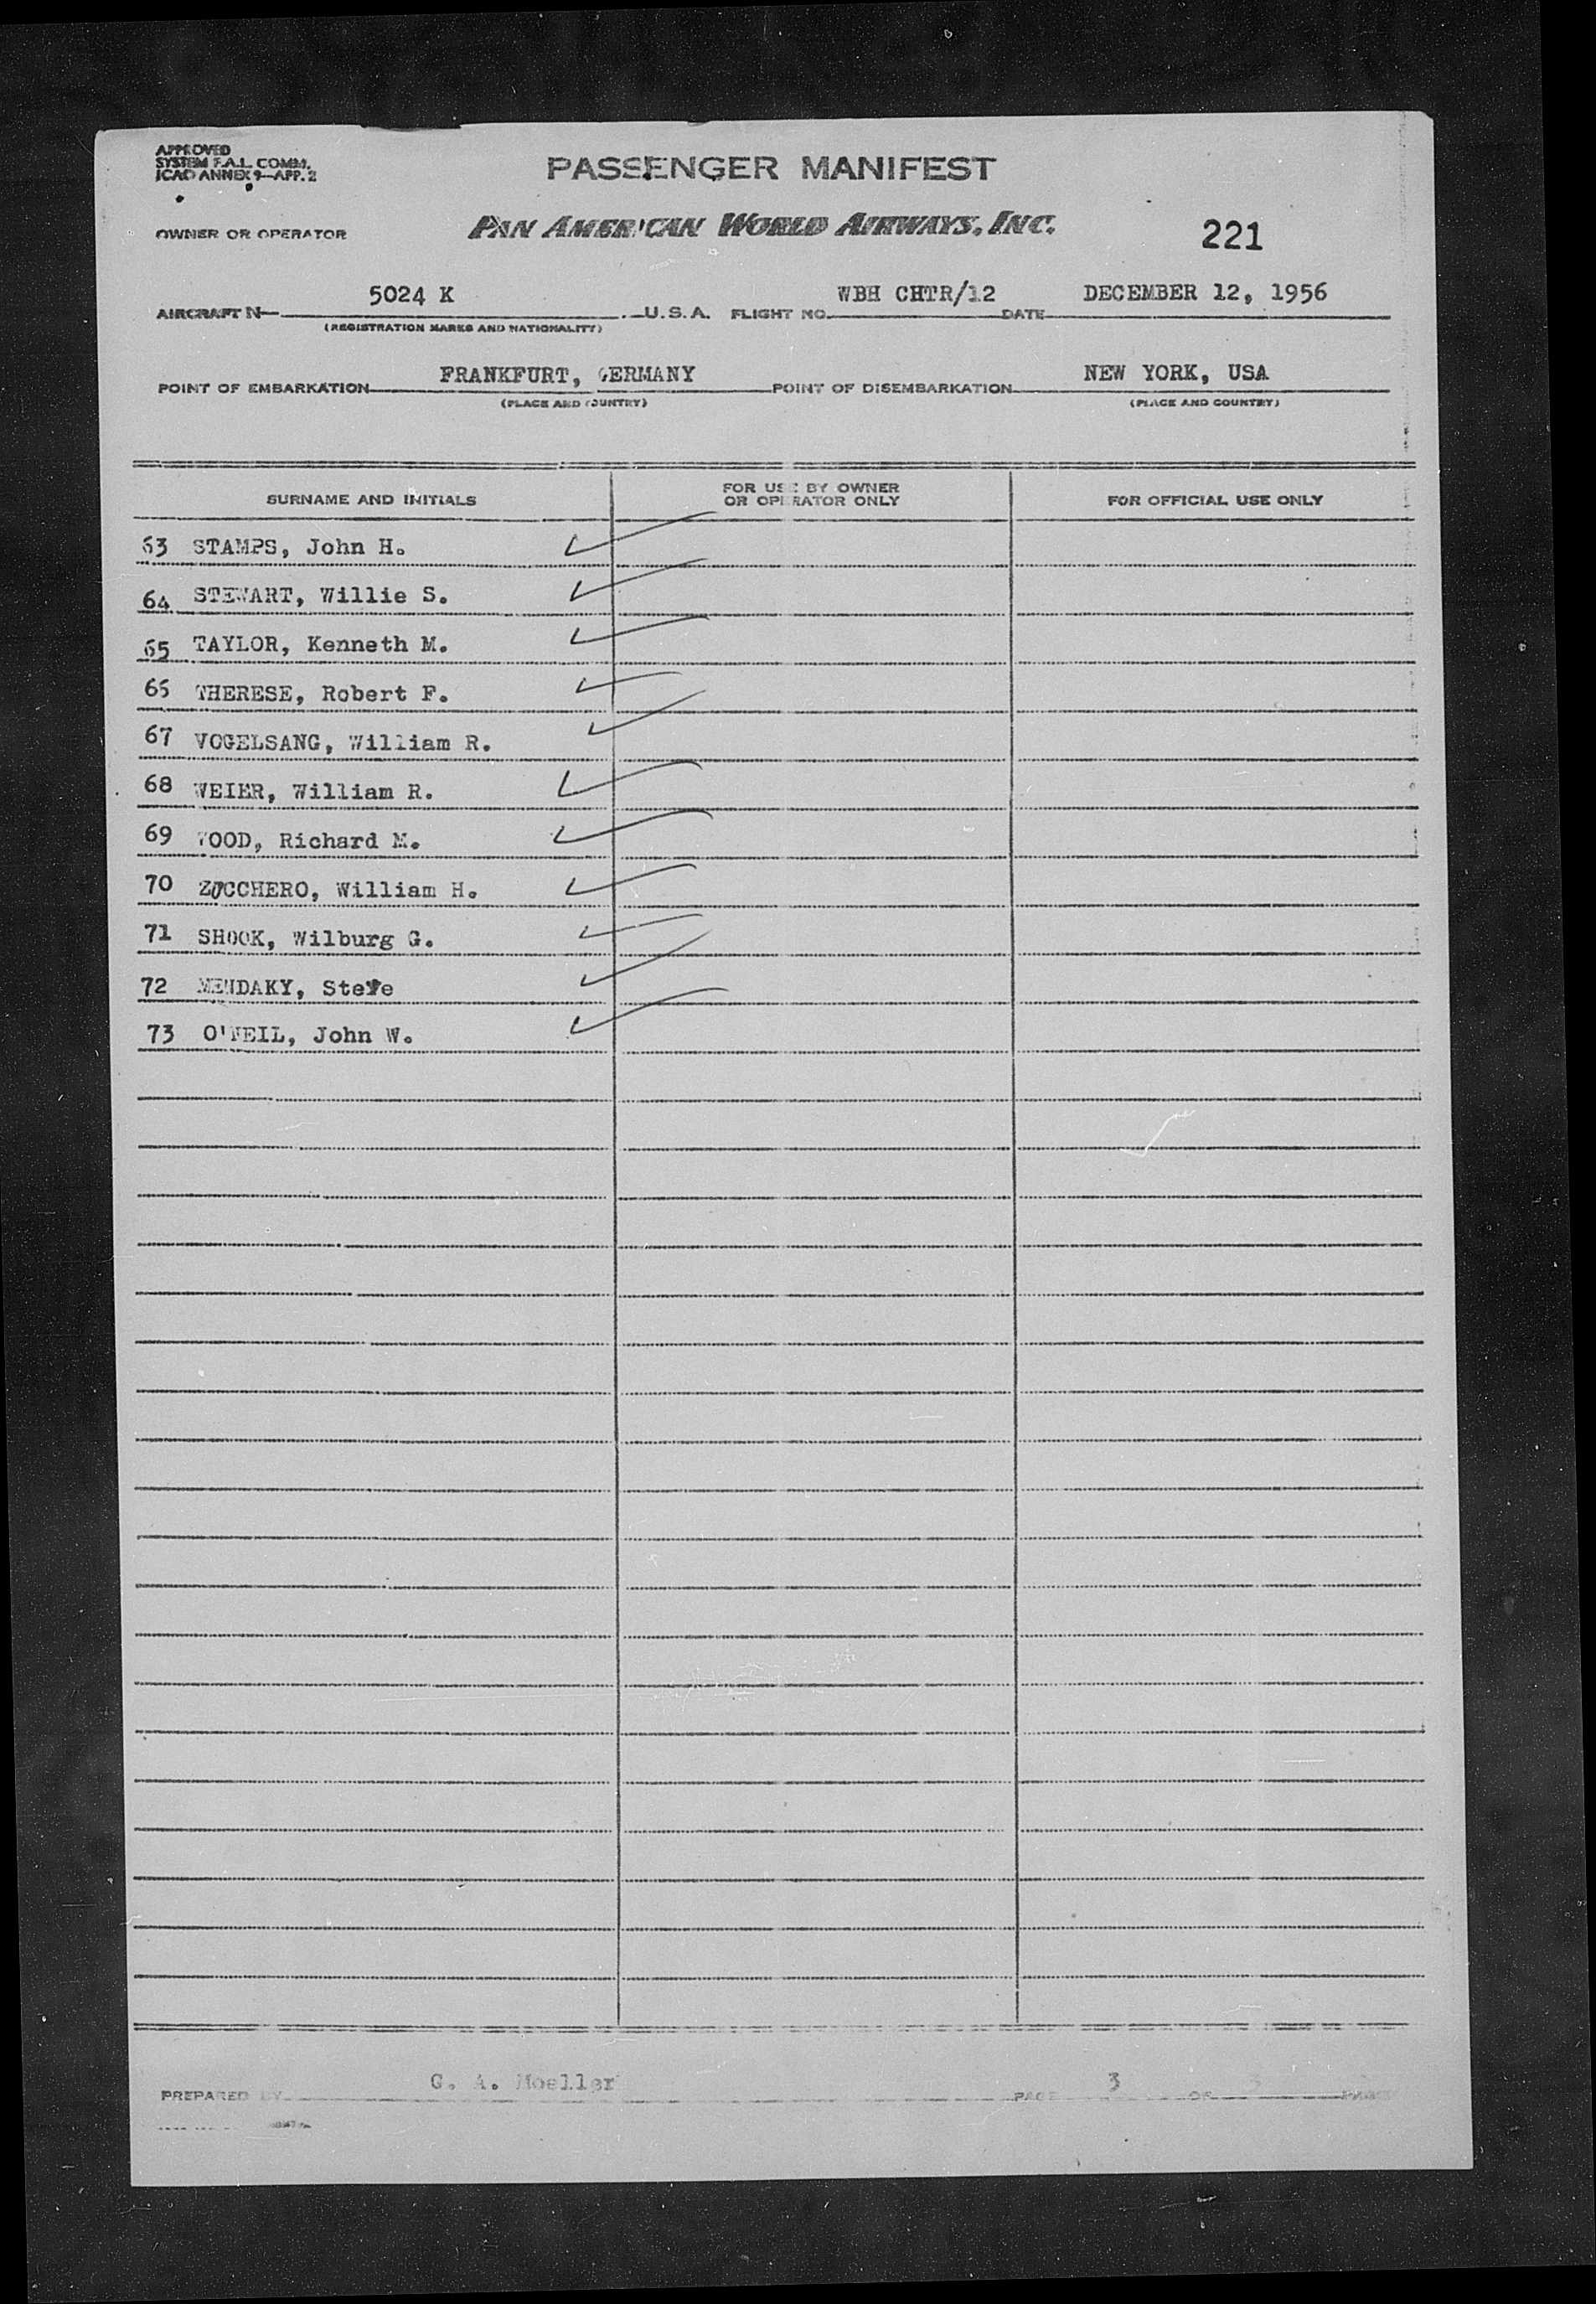 APPROVED
SYSTEM F.A.L. COMM.
ICAO ANNEX 9—APP. 2
PASSENGER MANIFEST
OWNER OR OPERATOR PAN AMERICAN WORLD AIRWAYS, INC. 221
AIRCRAFT N— 5024 K U.S.A. FLIGHT NO. WBH CHTR/12 DATE DECEMBER 12, 1956
(REGISTRATION MARKS AND NATIONALITY)
POINT OF EMBARKATION FRANKFURT, GERMANY POINT OF DISEMBARKATION NEW YORK, USA
(PLACE AND COUNTRY) (PLACE AND COUNTRY)
SURNAME AND INITIALS FOR USE BY OWNER OR OPERATOR ONLY FOR OFFICIAL USE ONLY
63 STAMPS, John H.
64 STEWART, Willie S.
65 TAYLOR, Kenneth M.
66 THERESE, Robert F.
67 VOGELSANG, William R.
68 WEIER, William R.
69 WOOD, Richard M.
70 ZUCCHERO, William H.
71 SHOOK, Wilburg G.
72 MENDAKY, Steve
73 O'NEIL, John W.
PREPARED BY G. A. Moeller PAGE 3 OF PAGES